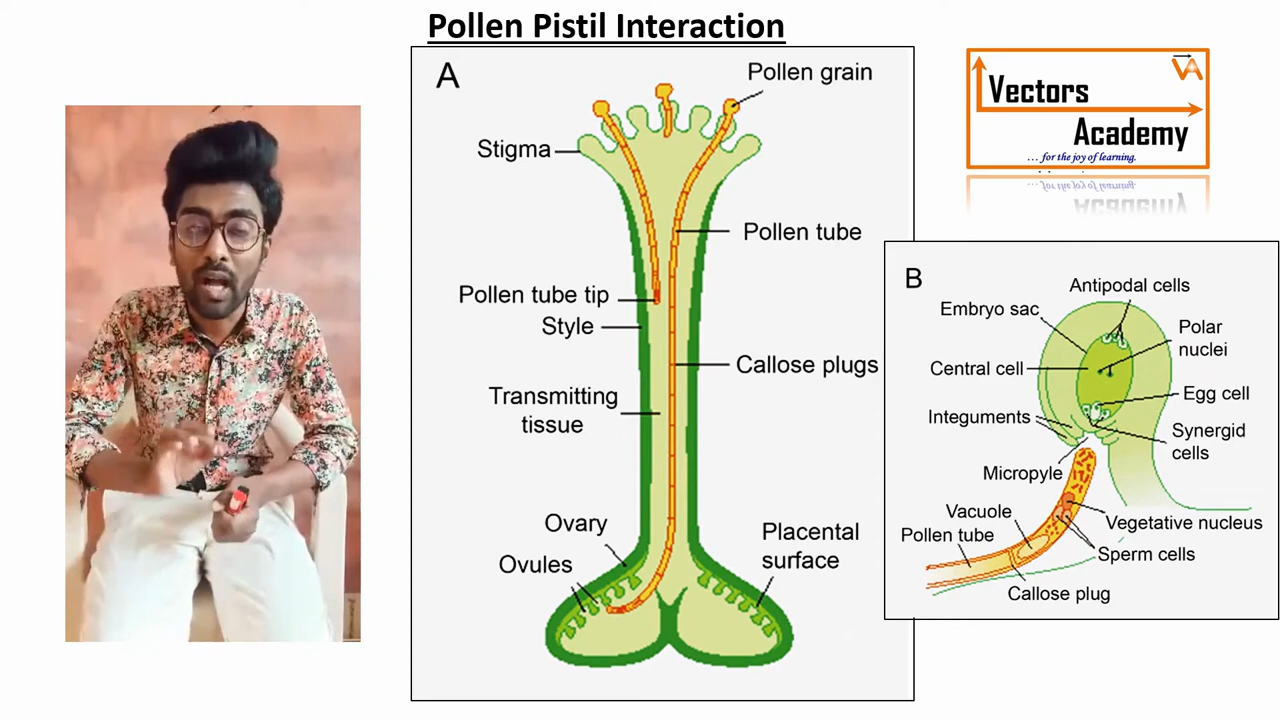 Pollen Pistil Interaction
A
Pollen grain
Stigma
Pollen tube
Pollen tube tip
Style
Callose plugs
Transmitting
tissue
Ovary
Ovules
Placental
surface
VA
Vectors
Academy
... for the joy of learning.
B
Antipodal cells
Embryo sac
Polar
nuclei
Central cell
Egg cell
Integuments
Synergid
cells
Micropyle
Vacuole
Vegetative nucleus
Pollen tube
Sperm cells
Callose plug